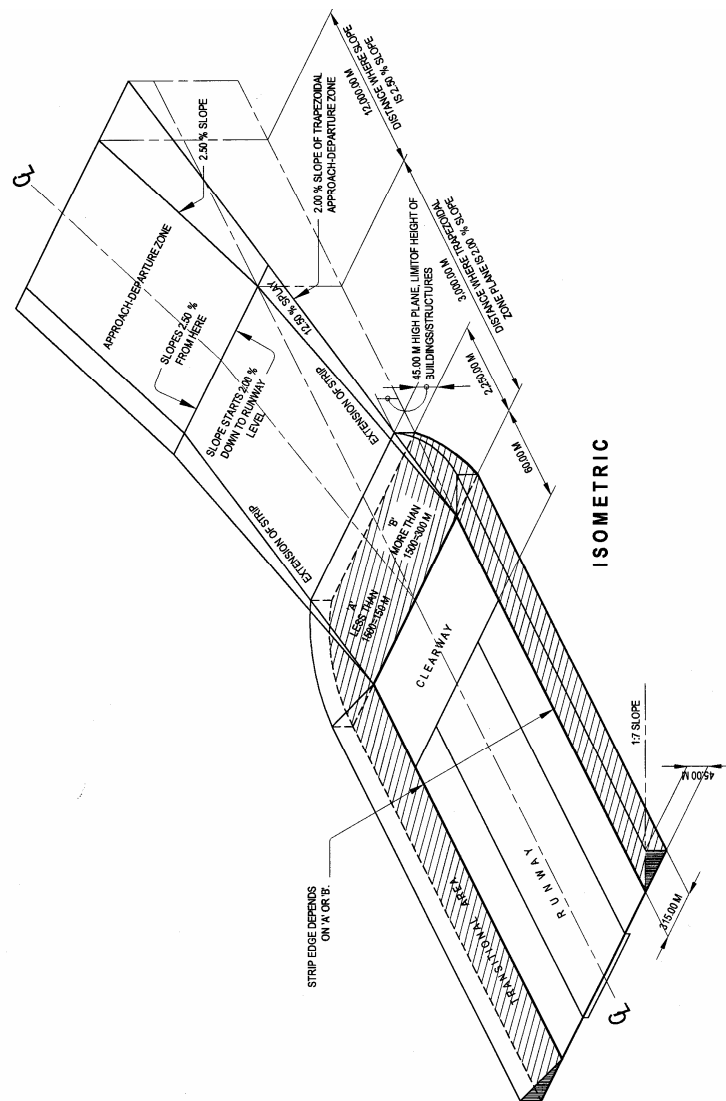 C̲L̲
12,000.00 M
DISTANCE WHERE SLOPE
IS 2.50 % SLOPE
2.50 % SLOPE
APPROACH-DEPARTURE ZONE
2.00 % SLOPE OF TRAPEZOIDAL
APPROACH-DEPARTURE ZONE
SLOPES 2.50 %
FROM HERE
12.50 % SPLAY
3,000.00 M
DISTANCE WHERE TRAPEZOIDAL
ZONE PLANE IS 2.00 % SLOPE
SLOPE STARTS 2.00 %
DOWN TO RUNWAY
LEVEL
45.00 M HIGH PLANE, LIMITOF HEIGHT OF
BUILDINGS/STRUCTURES
EXTENSION OF STRIP
EXTENSION OF STRIP
2,250.00 M
60.00 M
'A'
LESS THAN
1500=150 M
'B'
MORE THAN
1500=300 M
CLEARWAY
ISOMETRIC
STRIP EDGE DEPENDS
ON 'A' OR 'B'.
TRANSITIONAL AREA
RUNWAY
1:7 SLOPE
45.00 M
315.00 M
CL